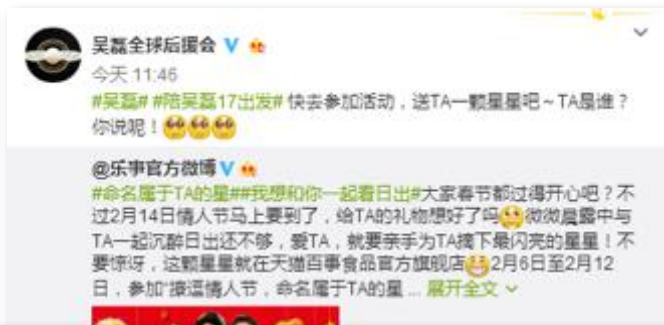 吴磊全球后援会
今天 11:46
#吴磊# #陪吴磊17出发# 快去参加活动，送TA一颗星星吧～TA是谁？
你说呢！
@乐事官方微博
#命名属于TA的星##我想和你一起看日出#大家春节都过得开心吧？不
过2月14日情人节马上要到了，给TA的礼物想好了吗 微微晨露中与
TA一起沉醉日出还不够，爱TA，就要亲手为TA摘下最闪亮的星星！不
要惊讶，这颗星星就在天猫百事食品官方旗舰店 2月6日至2月12
日，参加“撩逗情人节，命名属于TA的星 ... 展开全文